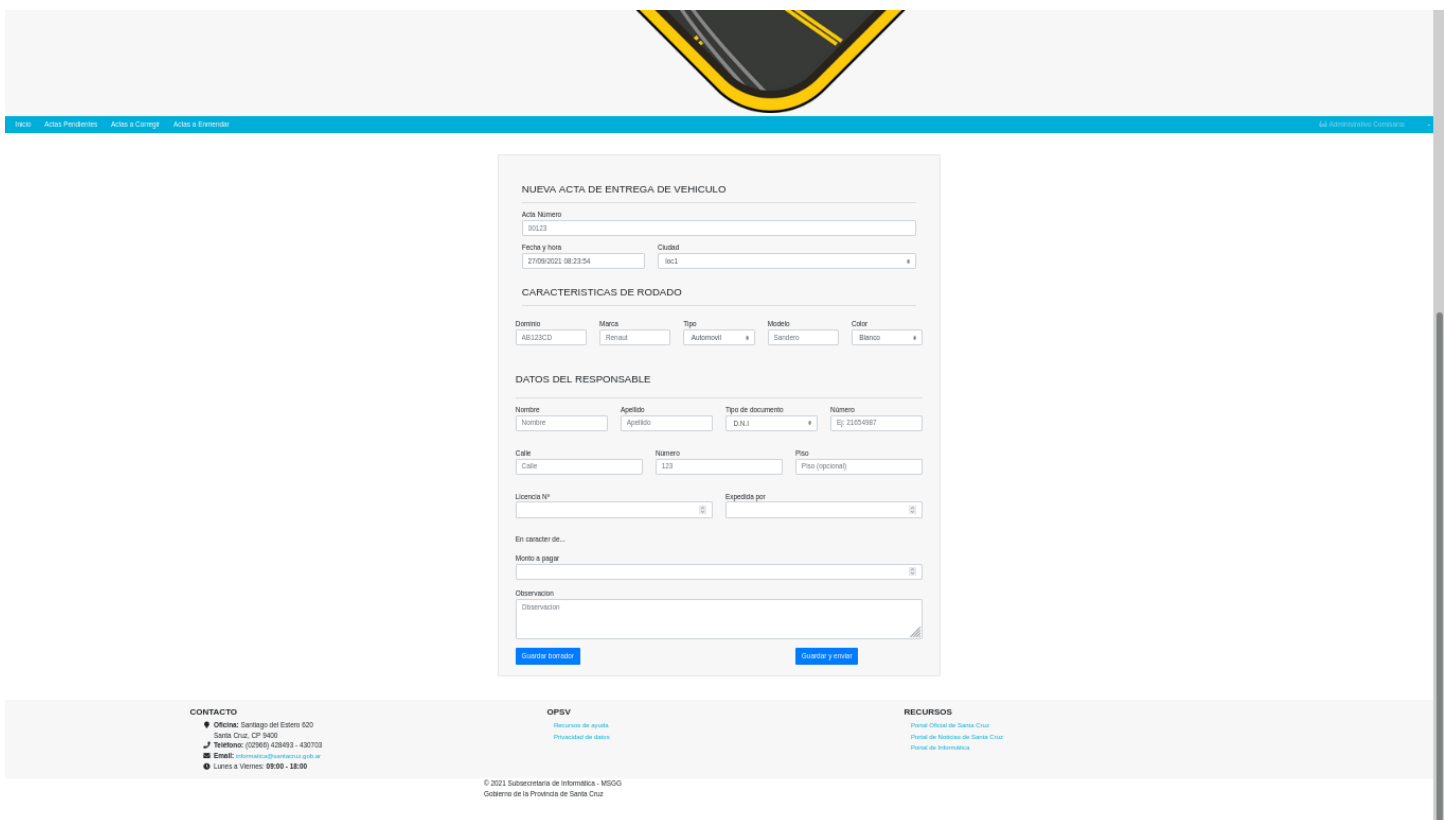 Inicio Actas Pendientes Actas a Corregir Actas a Enmendar Administrativo Comisaria
NUEVA ACTA DE ENTREGA DE VEHICULO
Acta Número
00123
Fecha y hora Ciudad
27/09/2021 08:23:54 loc1
CARACTERISTICAS DE RODADO
Dominio Marca Tipo Modelo Color
AB123CD Renaut Automovil Sandero Blanco
DATOS DEL RESPONSABLE
Nombre Apellido Tipo de documento Número
Nombre Apellido D.N.I Ej: 21654987
Calle Número Piso
Calle 123 Piso (opcional)
Licencia Nº Expedida por
En caracter de...
Monto a pagar
Observacion
Observacion
Guardar borrador Guardar y enviar
CONTACTO OPSV RECURSOS
Oficina: Santiago del Estero 620 Recursos de ayuda Portal Oficial de Santa Cruz
Santa Cruz, CP 9400 Privacidad de datos Portal de Noticias de Santa Cruz
Teléfono: (02966) 428493 - 430703 Portal de Informática
Email: informatica@santacruz.gob.ar
Lunes a Viernes: 09:00 - 18:00
© 2021 Subsecretaria de Informática - MSGG
Gobierno de la Provincia de Santa Cruz